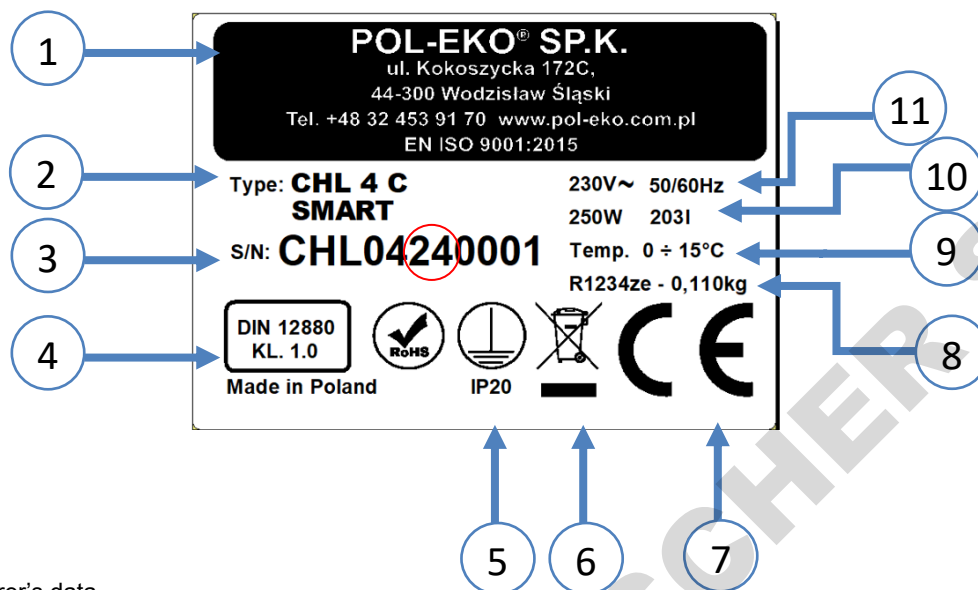 POL-EKO® SP.K.
ul. Kokoszycka 172C,
44-300 Wodzisław Śląski
Tel. +48 32 453 91 70 www.pol-eko.com.pl
EN ISO 9001:2015
1
2
3
4
Type: CHL 4 C
SMART
S/N: CHL04240001
230V~ 50/60Hz
250W 203l
Temp. 0 ÷ 15°C
R1234ze - 0,110kg
11
10
9
8
DIN 12880
KL. 1.0
RoHS
IP20
CE
Made in Poland
5
6
7
data